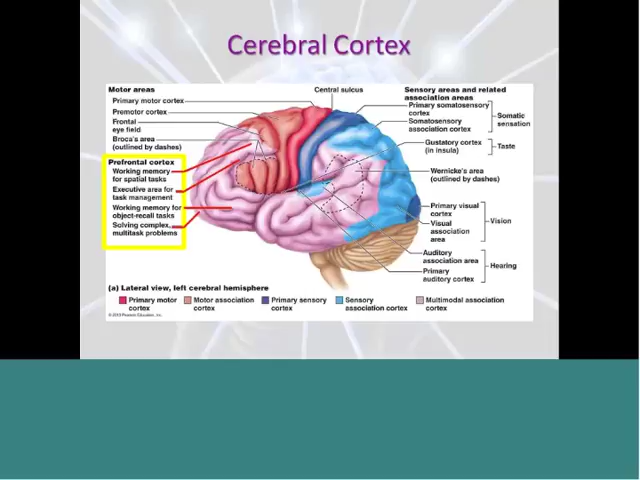 Cerebral Cortex
Motor areas
Primary motor cortex
Premotor cortex
Frontal
eye field
Broca's area
(outlined by dashes)
Prefrontal cortex
Working memory
for spatial tasks
Executive area for
task management
Working memory for
object-recall tasks
Solving complex,
multitask problems
Central sulcus
Sensory areas and related
association areas
Primary somatosensory
cortex
Somatosensory
association cortex
Somatic
sensation
Gustatory cortex
(in insula)
Taste
Wernicke's area
(outlined by dashes)
Primary visual
cortex
Visual
association
area
Vision
Auditory
association area
Primary
auditory cortex
Hearing
(a) Lateral view, left cerebral hemisphere
Primary motor
cortex
Motor association
cortex
Primary sensory
cortex
Sensory
association cortex
Multimodal association
cortex
© 2013 Pearson Education, Inc.